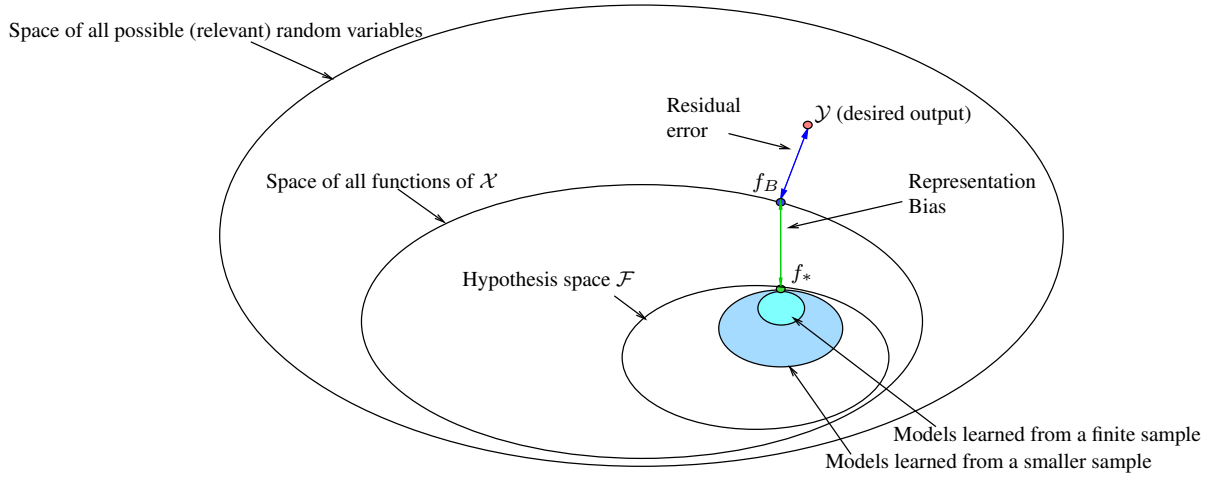 Space of all possible (relevant) random variables
Residual
error
𝒴 (desired output)
Space of all functions of 𝒳
f_B
Representation
Bias
Hypothesis space ℱ
f_*
Models learned from a finite sample
Models learned from a smaller sample